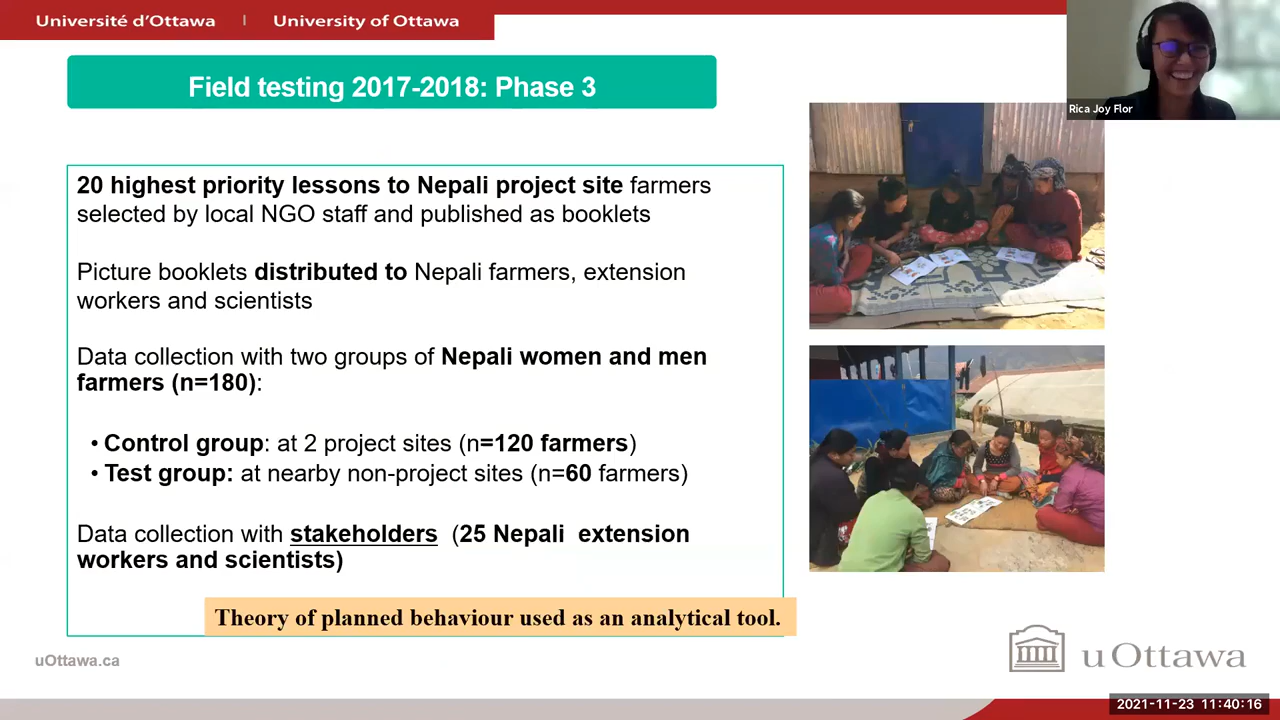 Université d'Ottawa | University of Ottawa
Rica Joy Flor
Field testing 2017-2018: Phase 3
20 highest priority lessons to Nepali project site farmers
selected by local NGO staff and published as booklets
Picture booklets distributed to Nepali farmers, extension
workers and scientists
Data collection with two groups of Nepali women and men
farmers (n=180):
• Control group: at 2 project sites (n=120 farmers)
• Test group: at nearby non-project sites (n=60 farmers)
Data collection with stakeholders (25 Nepali extension
workers and scientists)
Theory of planned behaviour used as an analytical tool.
uOttawa.ca
uOttawa
2021-11-23 11:40:16